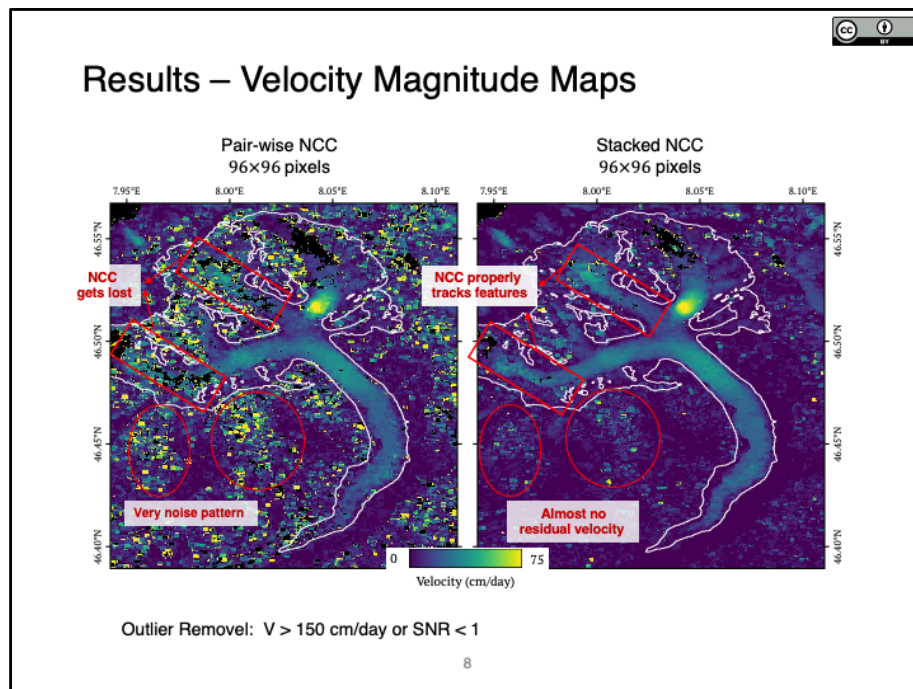 cc BY
Results – Velocity Magnitude Maps
Pair-wise NCC
96×96 pixels
Stacked NCC
96×96 pixels
7.95°E 8.00°E 8.05°E 8.10°E
7.95°E 8.00°E 8.05°E 8.10°E
46.55°N
46.50°N
46.45°N
46.40°N
NCC
gets lost
Very noise pattern
NCC properly
tracks features
Almost no
residual velocity
46.55°N
46.50°N
46.45°N
46.40°N
0 75
Velocity (cm/day)
Outlier Removel: V > 150 cm/day or SNR < 1
8